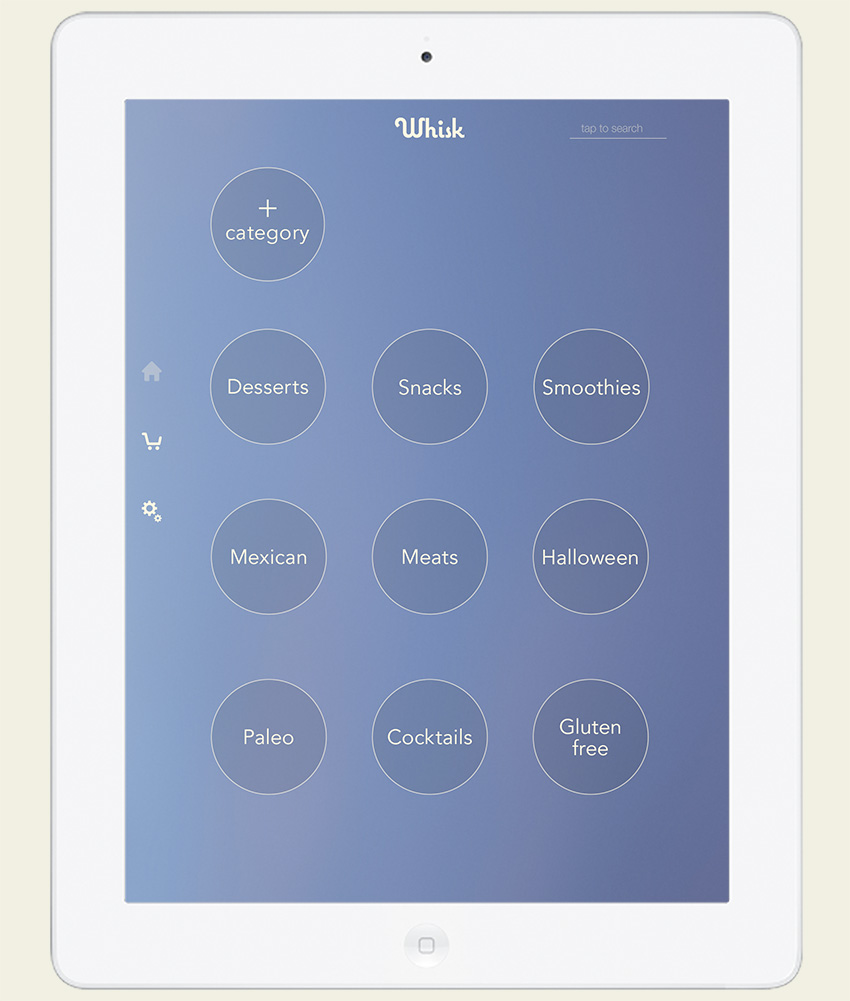 Whisk
tap to search
+
category
Desserts
Snacks
Smoothies
Mexican
Meats
Halloween
Paleo
Cocktails
Gluten
free